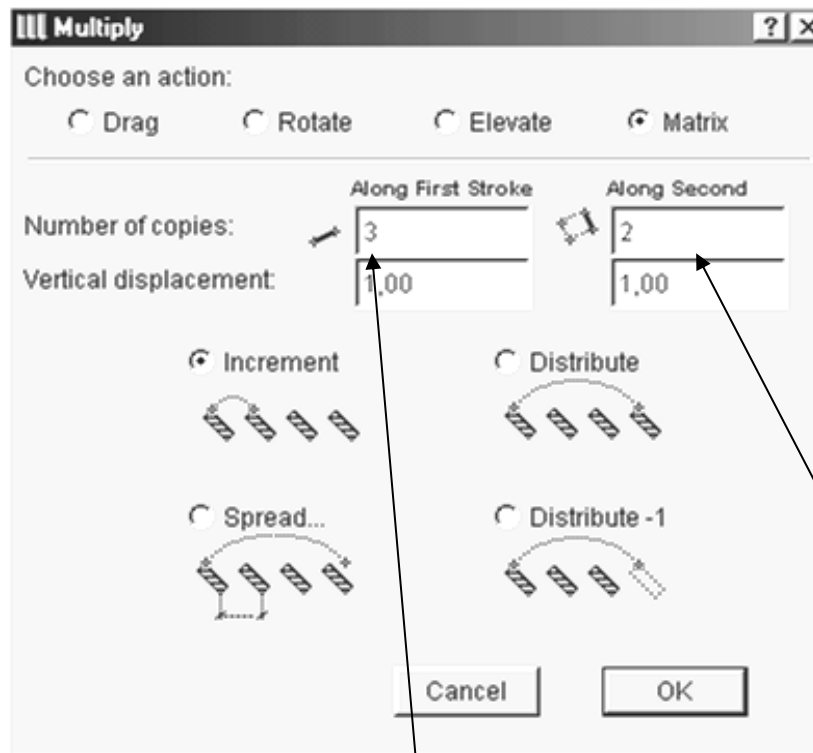 Multiply ? X
Choose an action:
Drag Rotate Elevate Matrix
Along First Stroke Along Second
Number of copies: 3 2
Vertical displacement: 1,00 1,00
Increment Distribute
Spread... Distribute -1
Cancel OK